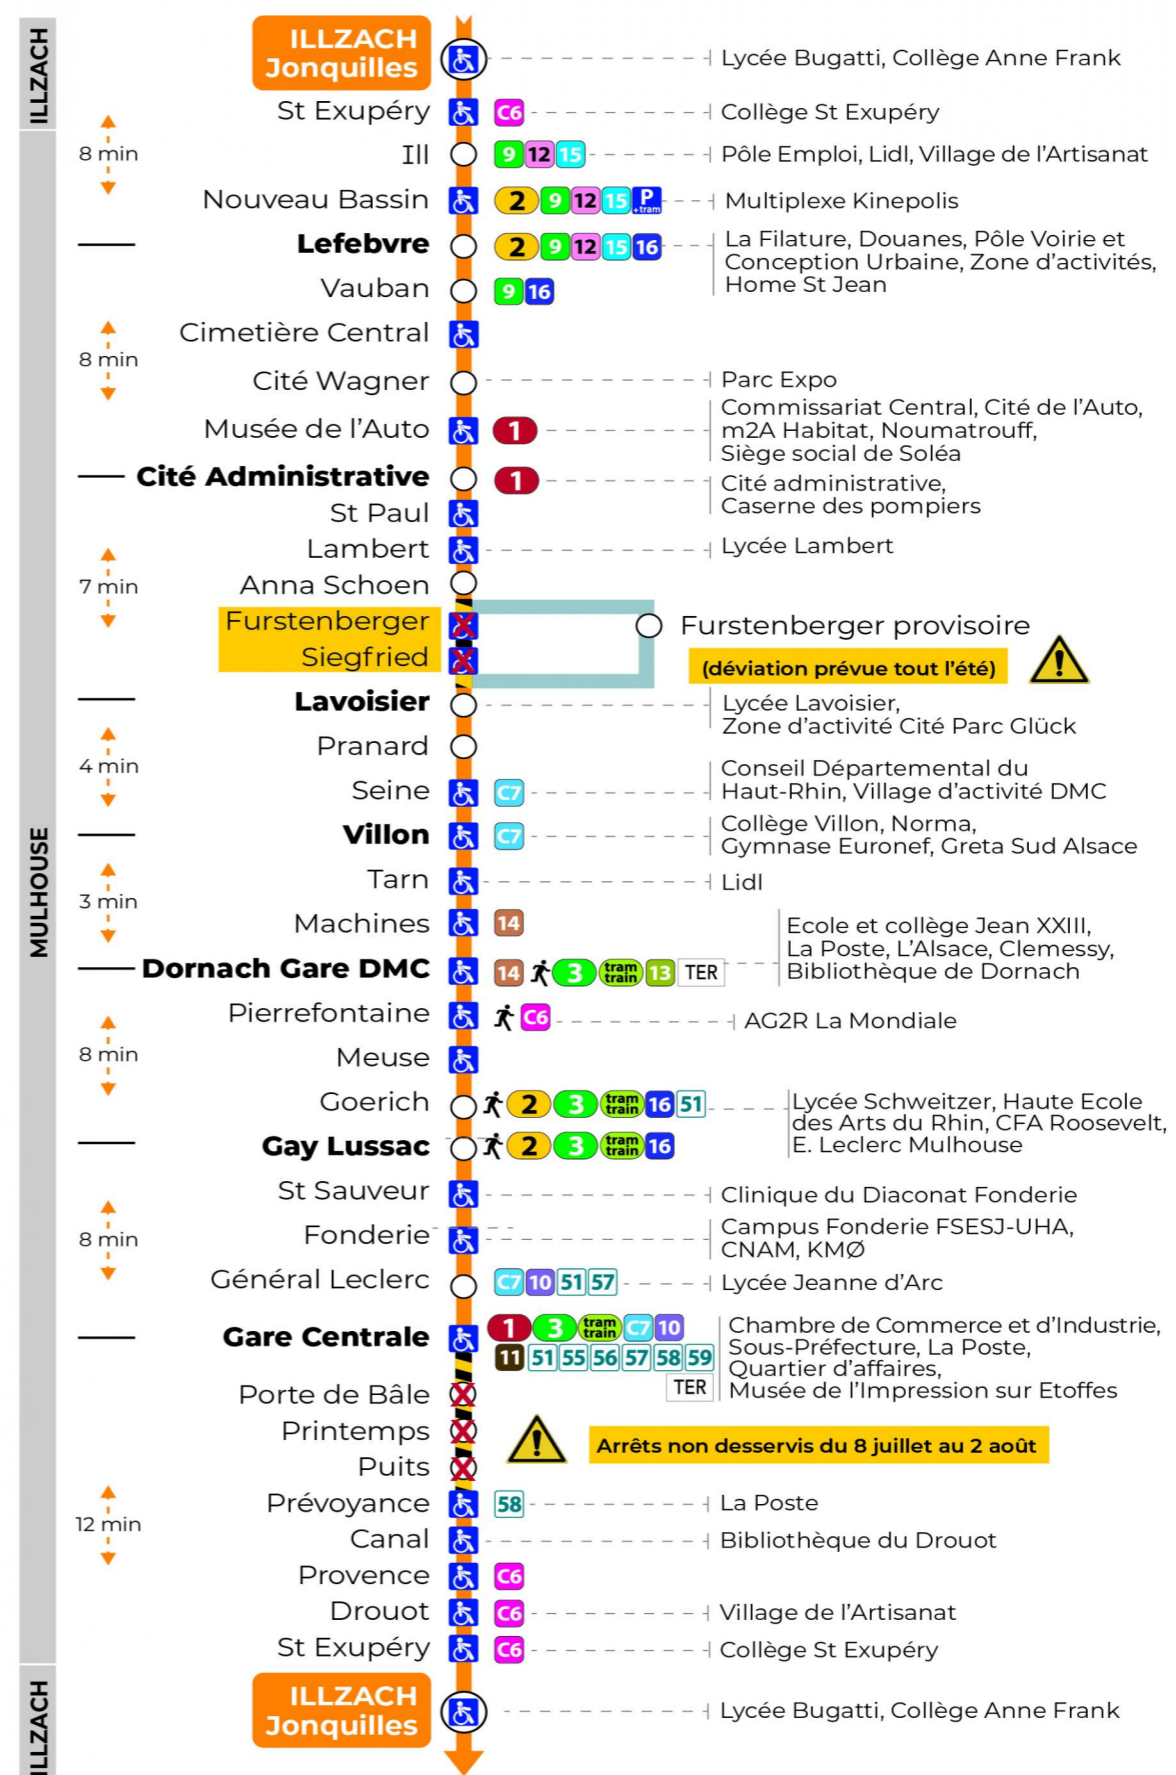 ILLZACH
ILLZACH
Jonquilles
Lycée Bugatti, Collège Anne Frank
St Exupéry
C6
Collège St Exupéry
8 min
Ill
9 12 15
Pôle Emploi, Lidl, Village de l'Artisanat
MULHOUSE
Nouveau Bassin
2 9 12 15 P
+tram
Multiplexe Kinepolis
Lefebvre
2 9 12 15 16
La Filature, Douanes, Pôle Voirie et
Conception Urbaine, Zone d'activités,
Home St Jean
Vauban
9 16
Cimetière Central
8 min
Cité Wagner
Parc Expo
Musée de l'Auto
1
Commissariat Central, Cité de l'Auto,
m2A Habitat, Noumatrouff,
Siège social de Soléa
Cité Administrative
1
Cité administrative,
Caserne des pompiers
St Paul
Lambert
Lycée Lambert
7 min
Anna Schoen
Furstenberger
Furstenberger provisoire
Siegfried
(déviation prévue tout l'été)
Lavoisier
Lycée Lavoisier,
Zone d'activité Cité Parc Glück
Pranard
4 min
Seine
C7
Conseil Départemental du
Haut-Rhin, Village d'activité DMC
Villon
C7
Collège Villon, Norma,
Gymnase Euronef, Greta Sud Alsace
Tarn
Lidl
3 min
Machines
14
Dornach Gare DMC
14 3 tram
train 13 TER
Ecole et collège Jean XXIII,
La Poste, L'Alsace, Clemessy,
Bibliothèque de Dornach
Pierrefontaine
C6
AG2R La Mondiale
8 min
Meuse
Goerich
2 3 tram
train 16 51
Lycée Schweitzer, Haute Ecole
des Arts du Rhin, CFA Roosevelt,
E. Leclerc Mulhouse
Gay Lussac
2 3 tram
train 16
St Sauveur
Clinique du Diaconat Fonderie
8 min
Fonderie
Campus Fonderie FSESJ-UHA,
CNAM, KMØ
Général Leclerc
C7 10 51 57
Lycée Jeanne d'Arc
Gare Centrale
1 3 tram
train C7 10
11 51 55 56 57 58 59
TER
Chambre de Commerce et d'Industrie,
Sous-Préfecture, La Poste,
Quartier d'affaires,
Musée de l'Impression sur Etoffes
Porte de Bâle
Printemps
Arrêts non desservis du 8 juillet au 2 août
Puits
Prévoyance
58
La Poste
12 min
Canal
Bibliothèque du Drouot
Provence
C6
Drouot
C6
Village de l'Artisanat
St Exupéry
C6
Collège St Exupéry
ILLZACH
ILLZACH
Jonquilles
Lycée Bugatti, Collège Anne Frank